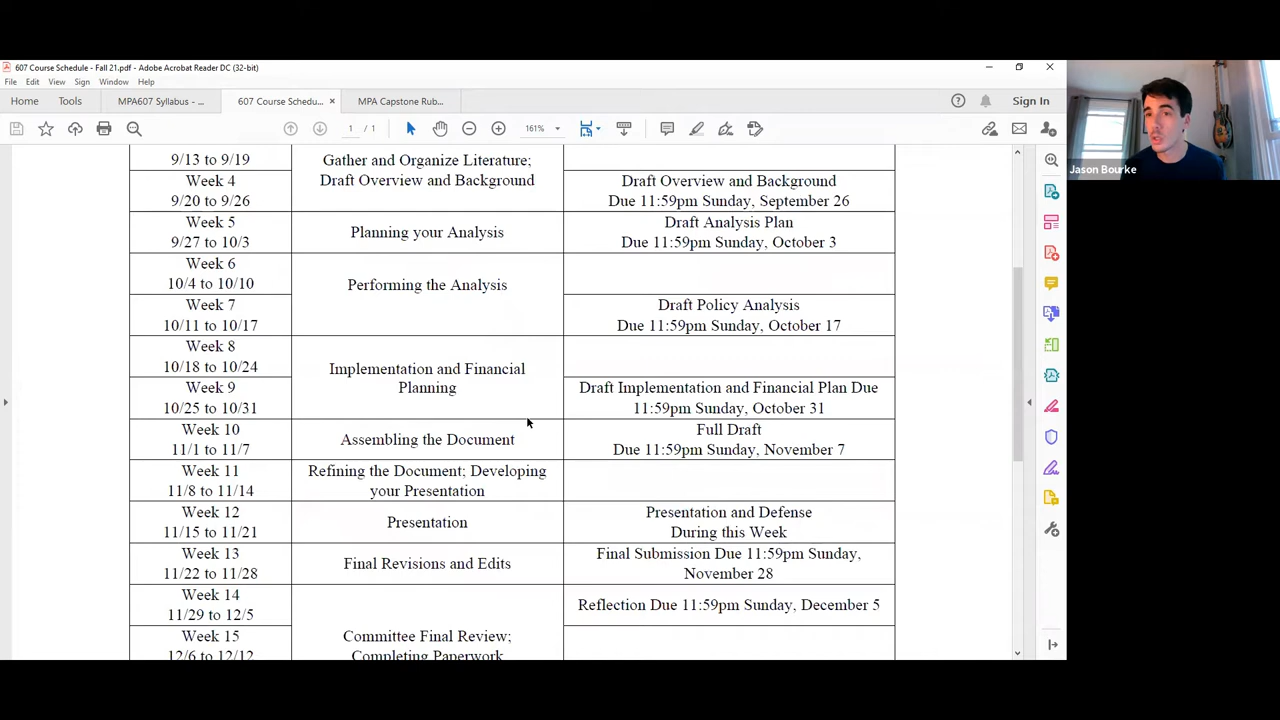 607 Course Schedule - Fall 21.pdf - Adobe Acrobat Reader DC (32-bit)
File Edit View Sign Window Help
Home Tools MPA607 Syllabus - ... 607 Course Schedu... × MPA Capstone Rub... Sign In
1 / 1 161%
Jason Bourke
9/13 to 9/19
Gather and Organize Literature;
Draft Overview and Background
Week 4
9/20 to 9/26
Draft Overview and Background
Due 11:59pm Sunday, September 26
Week 5
9/27 to 10/3
Planning your Analysis
Draft Analysis Plan
Due 11:59pm Sunday, October 3
Week 6
10/4 to 10/10
Performing the Analysis
Week 7
10/11 to 10/17
Draft Policy Analysis
Due 11:59pm Sunday, October 17
Week 8
10/18 to 10/24
Implementation and Financial
Planning
Week 9
10/25 to 10/31
Draft Implementation and Financial Plan Due
11:59pm Sunday, October 31
Week 10
11/1 to 11/7
Assembling the Document
Full Draft
Due 11:59pm Sunday, November 7
Week 11
11/8 to 11/14
Refining the Document; Developing
your Presentation
Week 12
11/15 to 11/21
Presentation
Presentation and Defense
During this Week
Week 13
11/22 to 11/28
Final Revisions and Edits
Final Submission Due 11:59pm Sunday,
November 28
Week 14
11/29 to 12/5
Reflection Due 11:59pm Sunday, December 5
Week 15
12/6 to 12/12
Committee Final Review;
Completing Paperwork